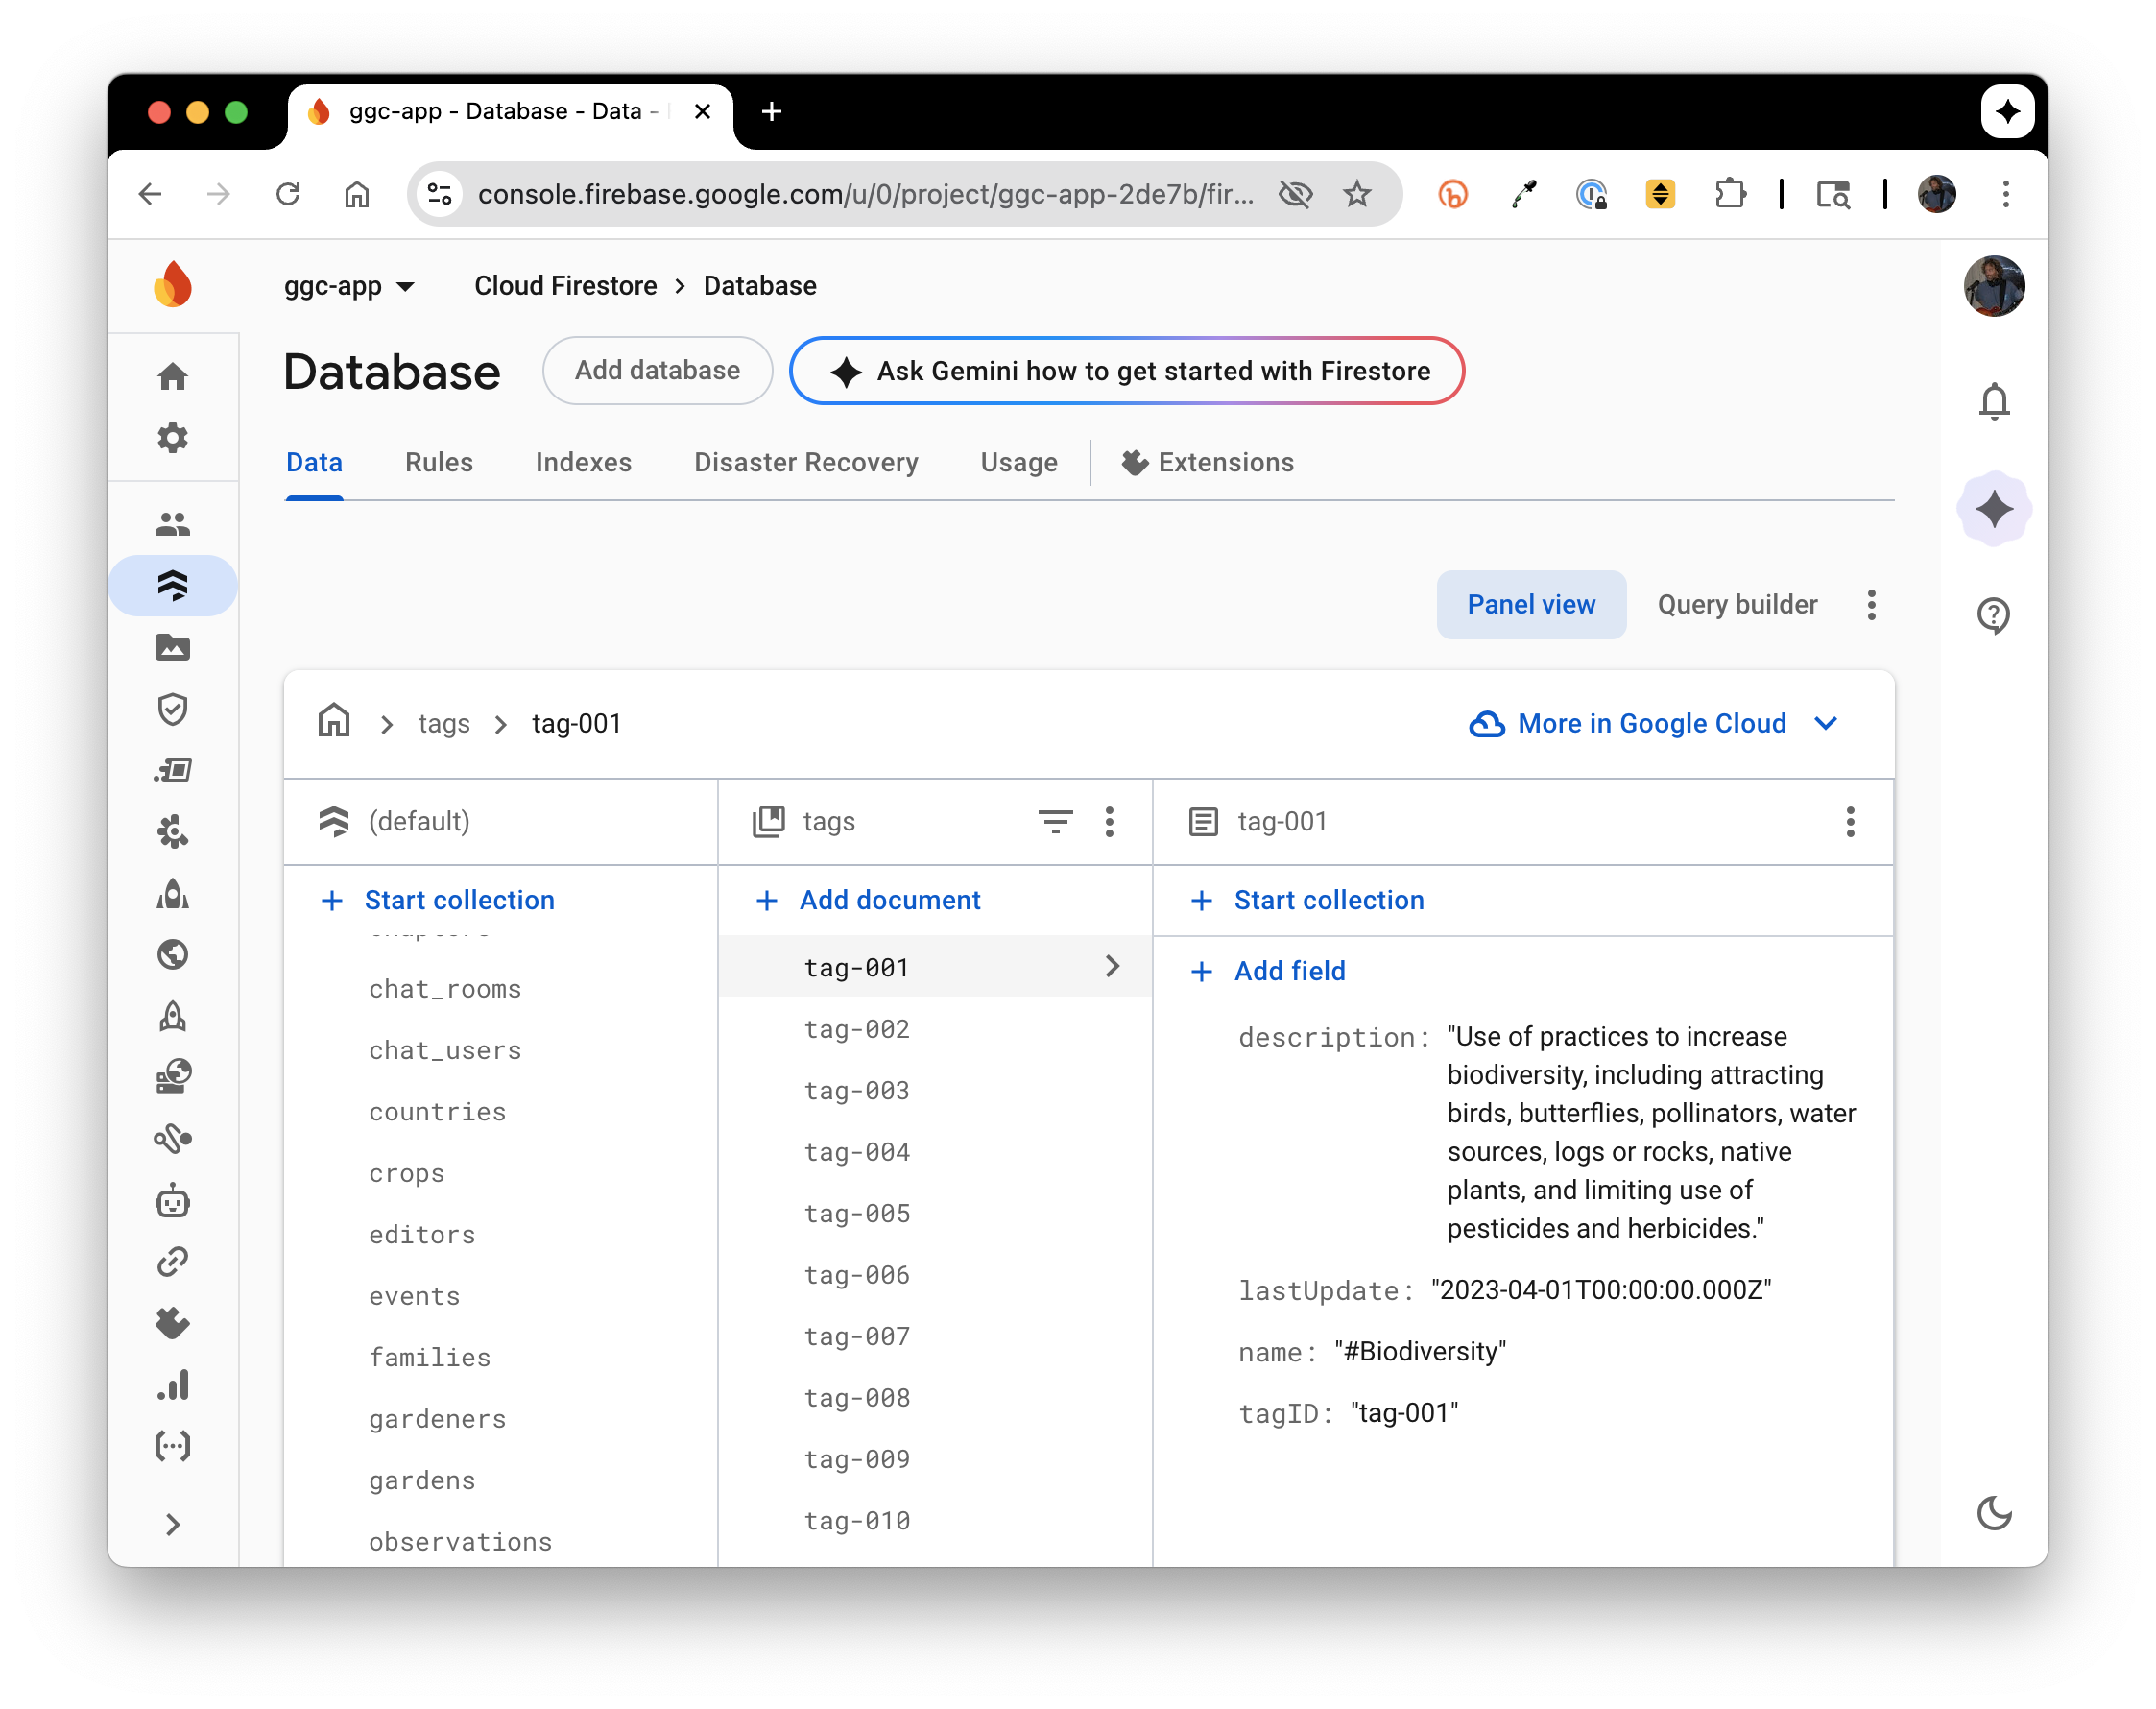 ggc-app - Database - Data -
console.firebase.google.com/u/0/project/ggc-app-2de7b/fir...
ggc-app
Cloud Firestore > Database
Database
Add database
Ask Gemini how to get started with Firestore
Data
Rules
Indexes
Disaster Recovery
Usage
Extensions
Panel view
Query builder
tags
tag-001
More in Google Cloud
(default)
tags
tag-001
+ Start collection
+ Add document
+ Start collection
chat_rooms
chat_users
countries
crops
editors
events
families
gardeners
gardens
observations
tag-001
tag-002
tag-003
tag-004
tag-005
tag-006
tag-007
tag-008
tag-009
tag-010
+ Add field
description: "Use of practices to increase
biodiversity, including attracting
birds, butterflies, pollinators, water
sources, logs or rocks, native
plants, and limiting use of
pesticides and herbicides."
lastUpdate: "2023-04-01T00:00:00.000Z"
name: "#Biodiversity"
tagID: "tag-001"